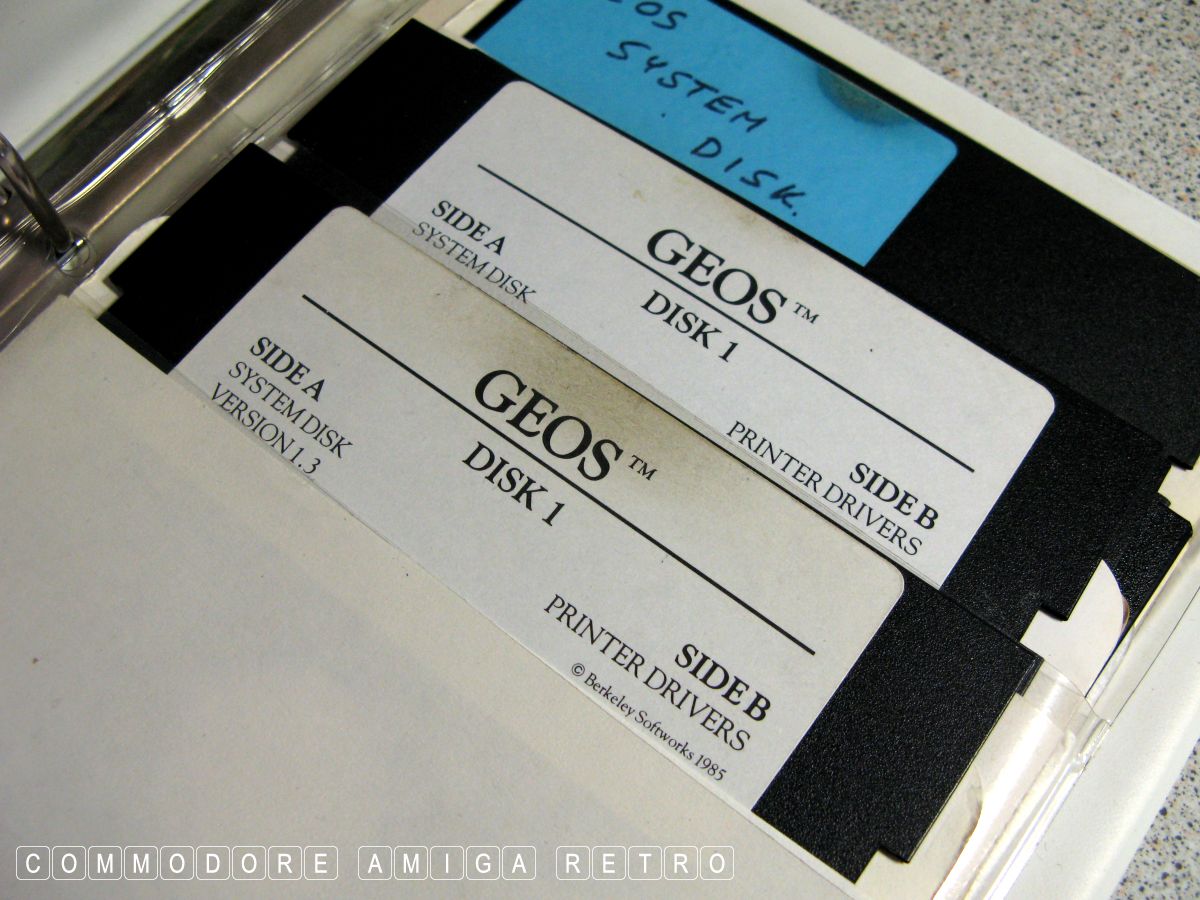 OS
SYSTEM
DISK.
GEOS™
SIDE A
DISK 1
SYSTEM DISK
SIDE B
PRINTER DRIVERS
GEOS™
SIDE A
DISK 1
SYSTEM DISK
VERSION 1.3
SIDE B
PRINTER DRIVERS
© Berkeley Softworks 1985
COMMODORE AMIGA RETRO